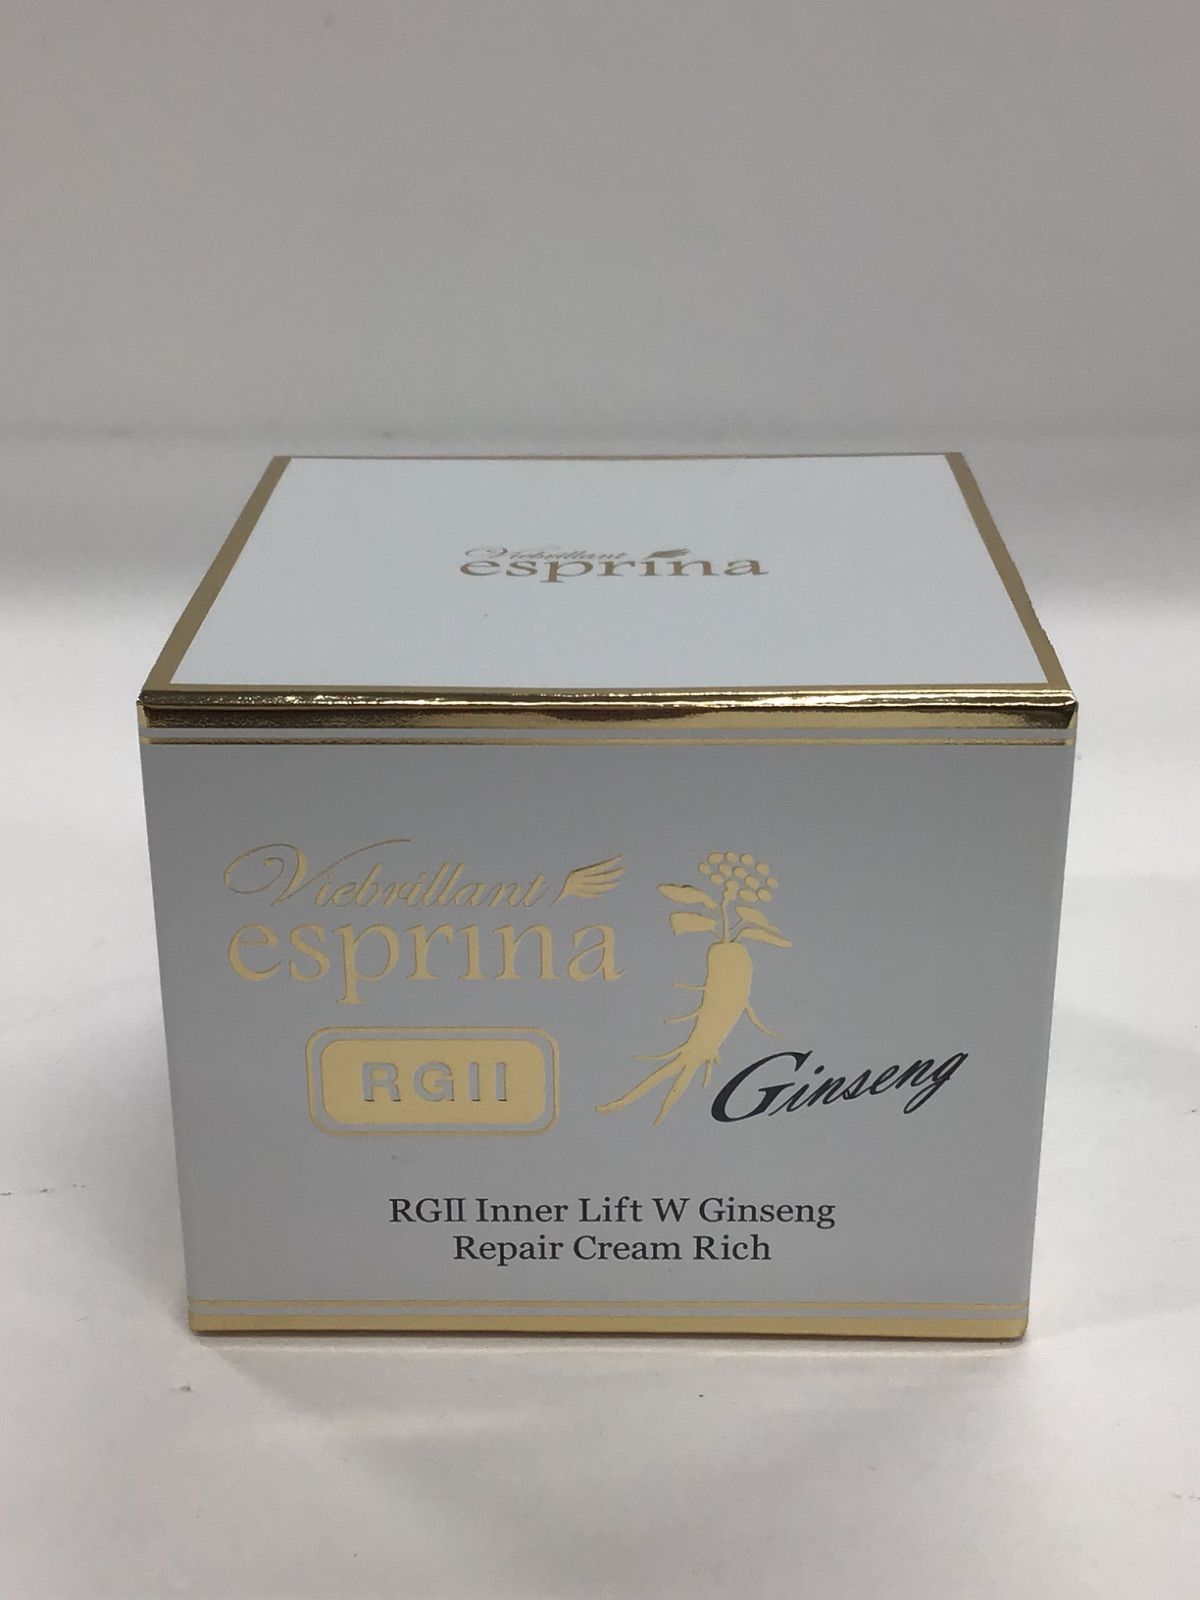 Viebrillant
esprina
Viebrillant
esprina
RGII
Ginseng
RGII Inner Lift W Ginseng
Repair Cream Rich